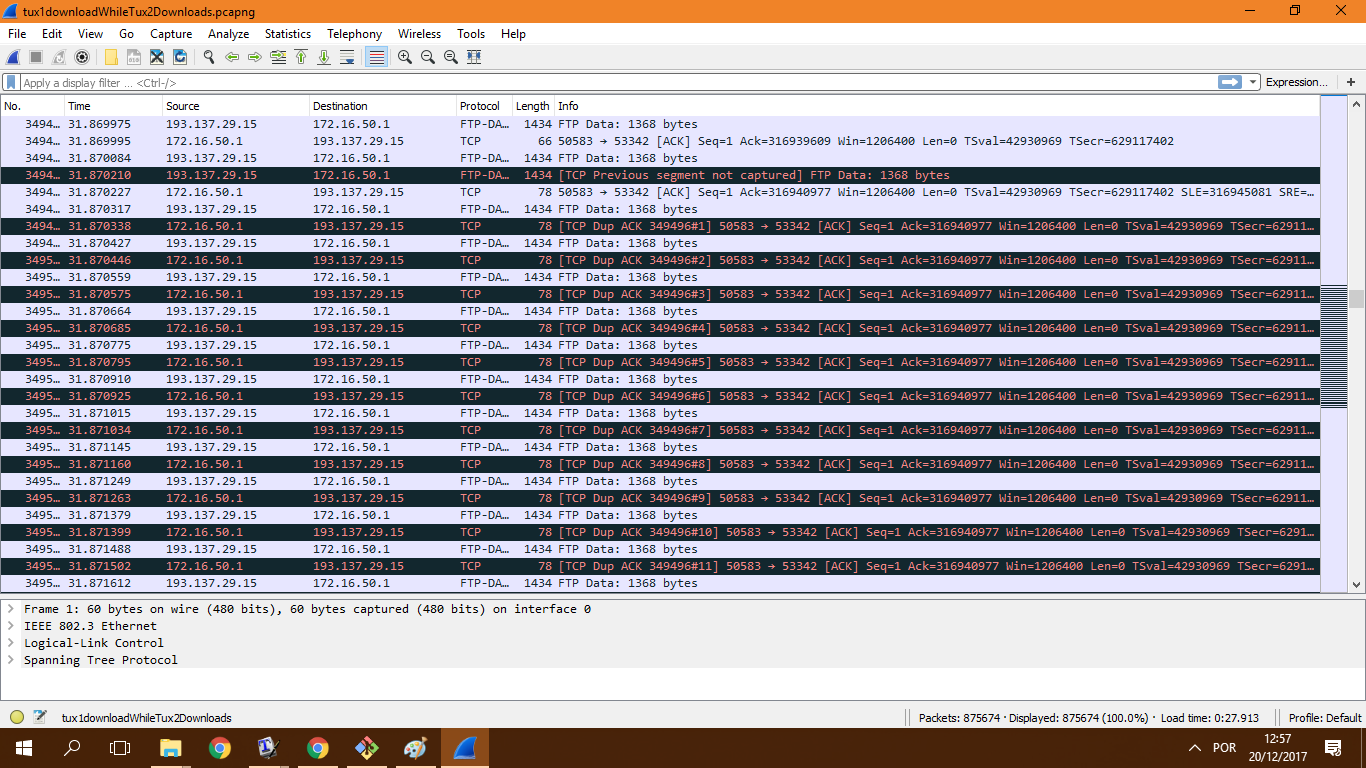 tux1downloadWhileTux2Downloads.pcapng
File Edit View Go Capture Analyze Statistics Telephony Wireless Tools Help
Apply a display filter ... <Ctrl-/> Expression... +
No. Time Source Destination Protocol Length Info
3494… 31.869975 193.137.29.15 172.16.50.1 FTP-DA… 1434 FTP Data: 1368 bytes
3494… 31.869995 172.16.50.1 193.137.29.15 TCP 66 50583 → 53342 [ACK] Seq=1 Ack=316939609 Win=1206400 Len=0 TSval=42930969 TSecr=629117402
3494… 31.870084 193.137.29.15 172.16.50.1 FTP-DA… 1434 FTP Data: 1368 bytes
3494… 31.870210 193.137.29.15 172.16.50.1 FTP-DA… 1434 [TCP Previous segment not captured] FTP Data: 1368 bytes
3494… 31.870227 172.16.50.1 193.137.29.15 TCP 78 50583 → 53342 [ACK] Seq=1 Ack=316940977 Win=1206400 Len=0 TSval=42930969 TSecr=629117402 SLE=316945081 SRE=…
3494… 31.870317 193.137.29.15 172.16.50.1 FTP-DA… 1434 FTP Data: 1368 bytes
3494… 31.870338 172.16.50.1 193.137.29.15 TCP 78 [TCP Dup ACK 349496#1] 50583 → 53342 [ACK] Seq=1 Ack=316940977 Win=1206400 Len=0 TSval=42930969 TSecr=62911…
3494… 31.870427 193.137.29.15 172.16.50.1 FTP-DA… 1434 FTP Data: 1368 bytes
3494… 31.870446 172.16.50.1 193.137.29.15 TCP 78 [TCP Dup ACK 349496#2] 50583 → 53342 [ACK] Seq=1 Ack=316940977 Win=1206400 Len=0 TSval=42930969 TSecr=62911…
3495… 31.870559 193.137.29.15 172.16.50.1 FTP-DA… 1434 FTP Data: 1368 bytes
3495… 31.870575 172.16.50.1 193.137.29.15 TCP 78 [TCP Dup ACK 349496#3] 50583 → 53342 [ACK] Seq=1 Ack=316940977 Win=1206400 Len=0 TSval=42930969 TSecr=62911…
3495… 31.870664 193.137.29.15 172.16.50.1 FTP-DA… 1434 FTP Data: 1368 bytes
3495… 31.870685 172.16.50.1 193.137.29.15 TCP 78 [TCP Dup ACK 349496#4] 50583 → 53342 [ACK] Seq=1 Ack=316940977 Win=1206400 Len=0 TSval=42930969 TSecr=62911…
3495… 31.870775 193.137.29.15 172.16.50.1 FTP-DA… 1434 FTP Data: 1368 bytes
3495… 31.870795 172.16.50.1 193.137.29.15 TCP 78 [TCP Dup ACK 349496#5] 50583 → 53342 [ACK] Seq=1 Ack=316940977 Win=1206400 Len=0 TSval=42930969 TSecr=62911…
3495… 31.870910 193.137.29.15 172.16.50.1 FTP-DA… 1434 FTP Data: 1368 bytes
3495… 31.870925 172.16.50.1 193.137.29.15 TCP 78 [TCP Dup ACK 349496#6] 50583 → 53342 [ACK] Seq=1 Ack=316940977 Win=1206400 Len=0 TSval=42930969 TSecr=62911…
3495… 31.871015 193.137.29.15 172.16.50.1 FTP-DA… 1434 FTP Data: 1368 bytes
3495… 31.871034 172.16.50.1 193.137.29.15 TCP 78 [TCP Dup ACK 349496#7] 50583 → 53342 [ACK] Seq=1 Ack=316940977 Win=1206400 Len=0 TSval=42930969 TSecr=62911…
3495… 31.871145 193.137.29.15 172.16.50.1 FTP-DA… 1434 FTP Data: 1368 bytes
3495… 31.871160 172.16.50.1 193.137.29.15 TCP 78 [TCP Dup ACK 349496#8] 50583 → 53342 [ACK] Seq=1 Ack=316940977 Win=1206400 Len=0 TSval=42930969 TSecr=62911…
3495… 31.871249 193.137.29.15 172.16.50.1 FTP-DA… 1434 FTP Data: 1368 bytes
3495… 31.871263 172.16.50.1 193.137.29.15 TCP 78 [TCP Dup ACK 349496#9] 50583 → 53342 [ACK] Seq=1 Ack=316940977 Win=1206400 Len=0 TSval=42930969 TSecr=62911…
3495… 31.871379 193.137.29.15 172.16.50.1 FTP-DA… 1434 FTP Data: 1368 bytes
3495… 31.871399 172.16.50.1 193.137.29.15 TCP 78 [TCP Dup ACK 349496#10] 50583 → 53342 [ACK] Seq=1 Ack=316940977 Win=1206400 Len=0 TSval=42930969 TSecr=6291…
3495… 31.871488 193.137.29.15 172.16.50.1 FTP-DA… 1434 FTP Data: 1368 bytes
3495… 31.871502 172.16.50.1 193.137.29.15 TCP 78 [TCP Dup ACK 349496#11] 50583 → 53342 [ACK] Seq=1 Ack=316940977 Win=1206400 Len=0 TSval=42930969 TSecr=6291…
3495… 31.871612 193.137.29.15 172.16.50.1 FTP-DA… 1434 FTP Data: 1368 bytes
Frame 1: 60 bytes on wire (480 bits), 60 bytes captured (480 bits) on interface 0
IEEE 802.3 Ethernet
Logical-Link Control
Spanning Tree Protocol
tux1downloadWhileTux2Downloads Packets: 875674 · Displayed: 875674 (100.0%) · Load time: 0:27.913 Profile: Default
POR 12:57
20/12/2017